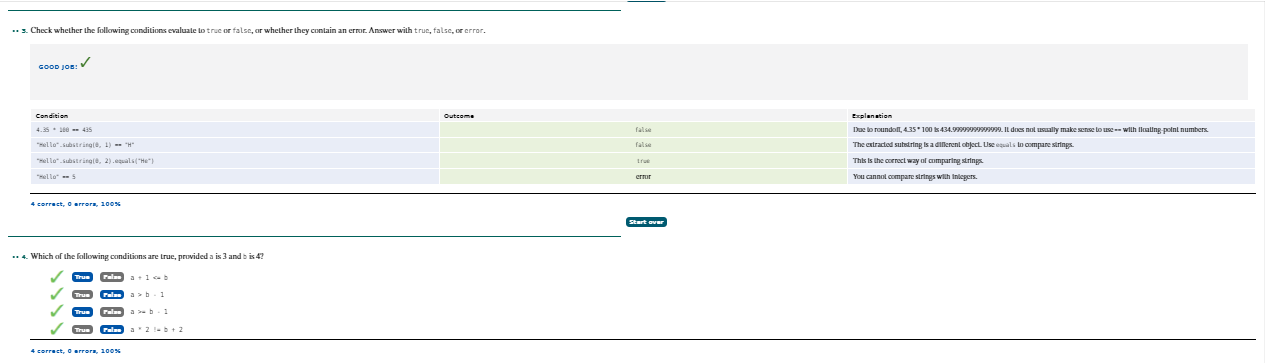 •• 3. Check whether the following conditions evaluate to true or false, or whether they contain an error. Answer with true, false, or error.
GOOD JOB!
Condition Outcome Explanation
4.35 * 100 == 435 false Due to roundoff, 4.35 * 100 is 434.99999999999999. It does not usually make sense to use == with floating-point numbers.
"Hello".substring(0, 1) == "H" false The extracted substring is a different object. Use equals to compare strings.
"Hello".substring(0, 2).equals("He") true This is the correct way of comparing strings.
"Hello" == 5 error You cannot compare strings with integers.
4 correct, 0 errors, 100%
Start over
•• 4. Which of the following conditions are true, provided a is 3 and b is 4?
True False a + 1 <= b
True False a > b - 1
True False a >= b - 1
True False a * 2 != b + 2
4 correct, 0 errors, 100%